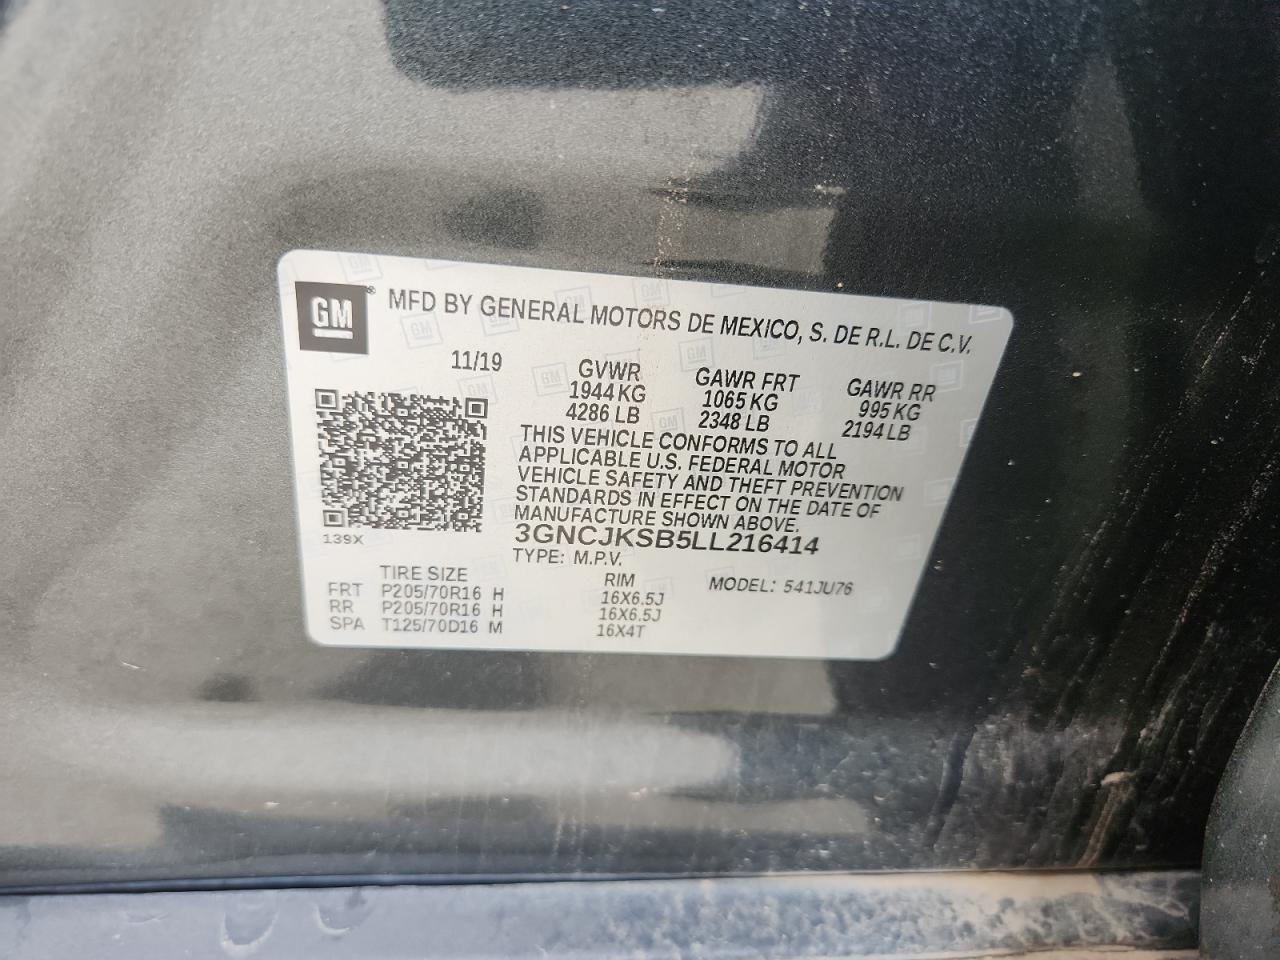 GM ® MFD BY GENERAL MOTORS DE MEXICO, S. DE R.L. DE C.V.
11/19 GVWR GAWR FRT GAWR RR
1944 KG 1065 KG 995 KG
4286 LB 2348 LB 2194 LB
THIS VEHICLE CONFORMS TO ALL
APPLICABLE U.S. FEDERAL MOTOR
VEHICLE SAFETY AND THEFT PREVENTION
STANDARDS IN EFFECT ON THE DATE OF
MANUFACTURE SHOWN ABOVE.
139X
3GNCJKSB5LL216414
TYPE: M.P.V.
TIRE SIZE RIM MODEL: 541JU76
FRT P205/70R16 H 16X6.5J
RR P205/70R16 H 16X6.5J
SPA T125/70D16 M 16X4T